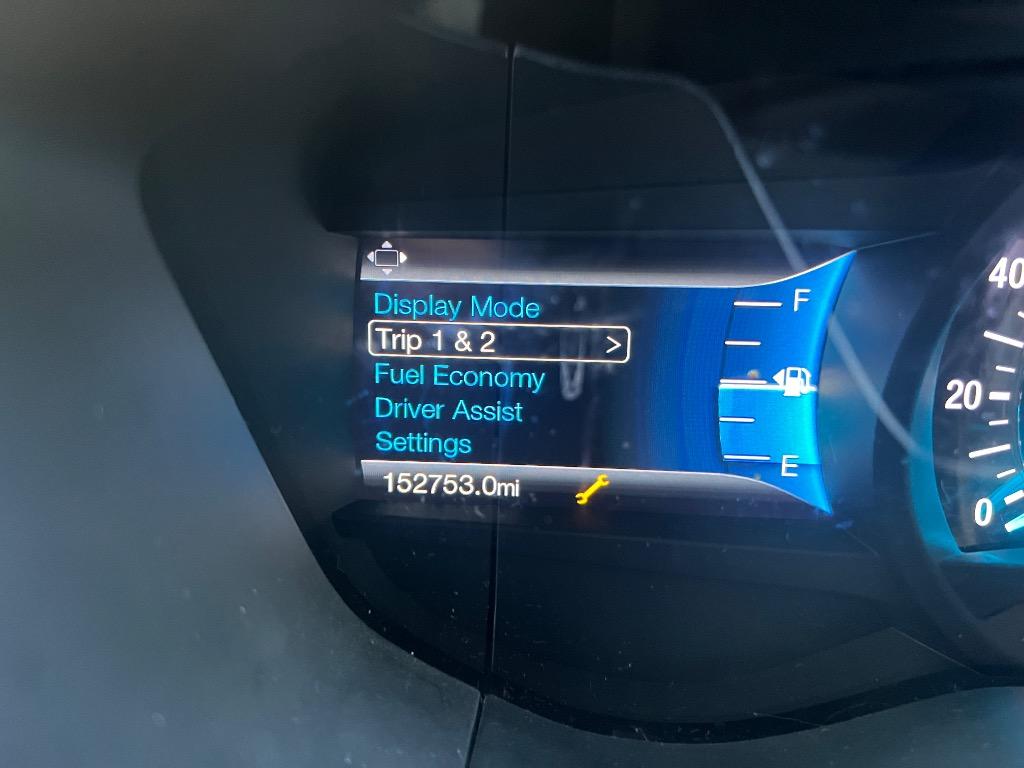 Display Mode
Trip 1 & 2 >
Fuel Economy
Driver Assist
Settings
152753.0mi
F
E
40
20
0